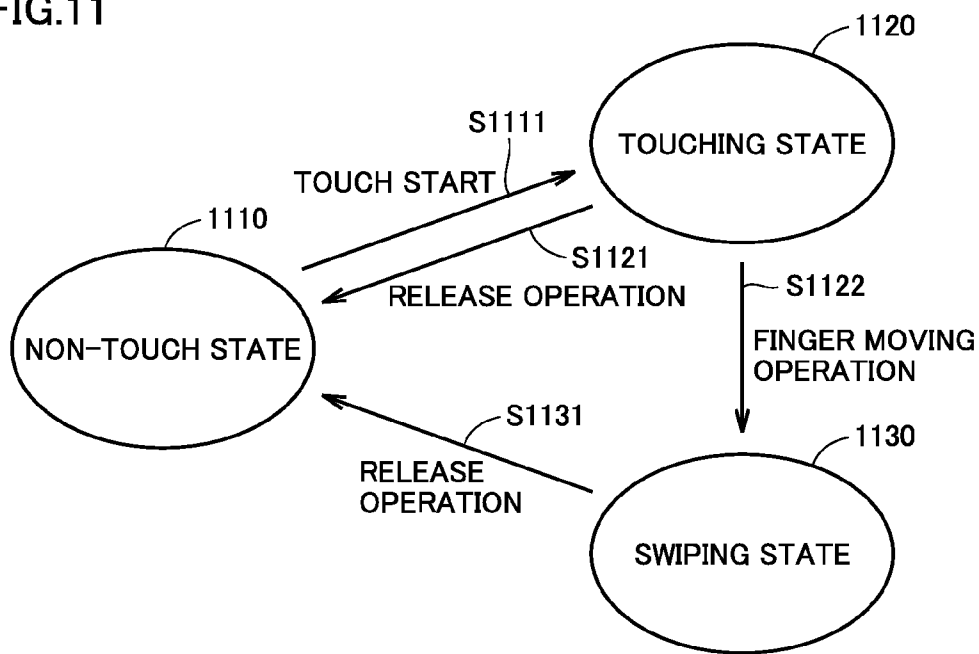 FIG.11
1120
TOUCHING STATE
S1111
TOUCH START
1110
S1121
RELEASE OPERATION
S1122
NON-TOUCH STATE
FINGER MOVING
OPERATION
S1131
RELEASE
OPERATION
1130
SWIPING STATE